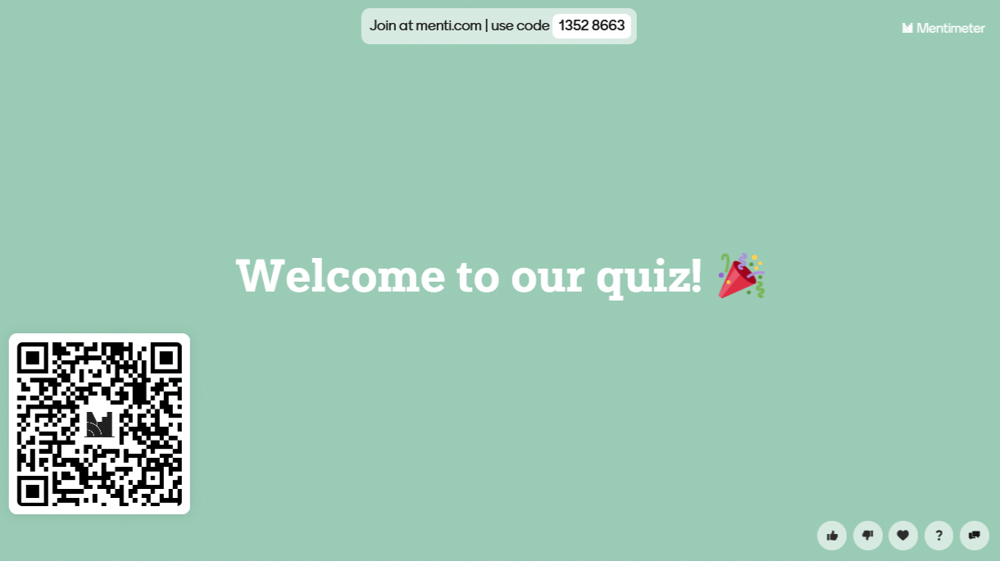 Join at menti.com | use code 1352 8663
Mentimeter
Welcome to our quiz! 🎉
?